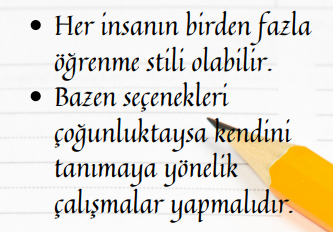 • Her insanın birden fazla
öğrenme stili olabilir.
• Bazen seçenekleri
çoğunluktaysa kendini
tanımaya yönelik
çalışmalar yapmalıdır.